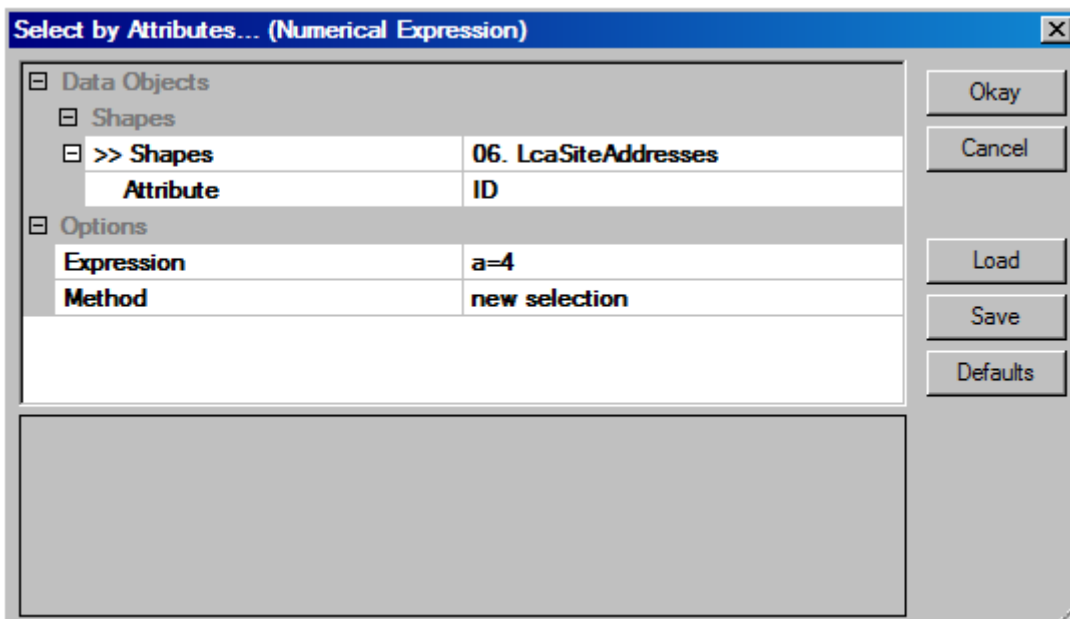 Select by Attributes... (Numerical Expression)
Data Objects
Shapes
>> Shapes 06. LcaSiteAddresses
Attribute ID
Options
Expression a=4
Method new selection
Okay
Cancel
Load
Save
Defaults